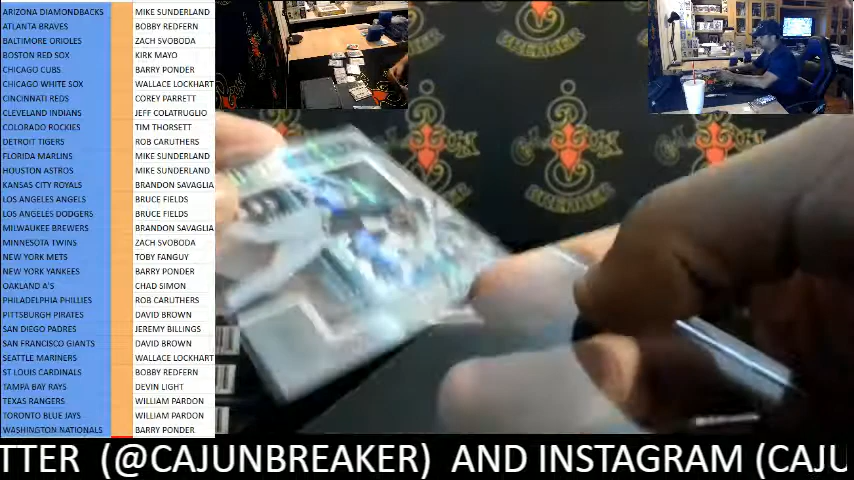 ARIZONA DIAMONDBACKS MIKE SUNDERLAND
ATLANTA BRAVES BOBBY REDFERN
BALTIMORE ORIOLES ZACH SVOBODA
BOSTON RED SOX KIRK MAYO
CHICAGO CUBS BARRY PONDER
CHICAGO WHITE SOX WALLACE LOCKHART
CINCINNATI REDS COREY PARRETT
CLEVELAND INDIANS JEFF COLATRUGLIO
COLORADO ROCKIES TIM THORSETT
DETROIT TIGERS ROB CARUTHERS
FLORIDA MARLINS MIKE SUNDERLAND
HOUSTON ASTROS MIKE SUNDERLAND
KANSAS CITY ROYALS BRANDON SAVAGLIA
LOS ANGELES ANGELS BRUCE FIELDS
LOS ANGELES DODGERS BRUCE FIELDS
MILWAUKEE BREWERS BRANDON SAVAGLIA
MINNESOTA TWINS ZACH SVOBODA
NEW YORK METS TOBY FANGUY
NEW YORK YANKEES BARRY PONDER
OAKLAND A'S CHAD SIMON
PHILADELPHIA PHILLIES ROB CARUTHERS
PITTSBURGH PIRATES DAVID BROWN
SAN DIEGO PADRES JEREMY BILLINGS
SAN FRANCISCO GIANTS DAVID BROWN
SEATTLE MARINERS WALLACE LOCKHART
ST LOUIS CARDINALS BOBBY REDFERN
TAMPA BAY RAYS DEVIN LIGHT
TEXAS RANGERS WILLIAM PARDON
TORONTO BLUE JAYS WILLIAM PARDON
WASHINGTON NATIONALS BARRY PONDER
BREAKER
BREAKER
BREAKER
TTER (@CAJUNBREAKER) AND INSTAGRAM (CAJU